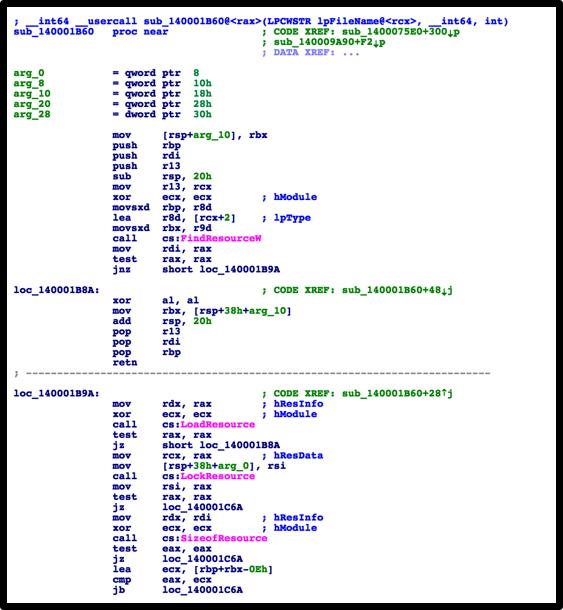 ; __int64 __usercall sub_140001B60@<rax>(LPCWSTR lpFileName@<rcx>, __int64, int)
sub_140001B60 proc near ; CODE XREF: sub_1400075E0+300↓p
; sub_140009A90+F2↓p
; DATA XREF: ...
arg_0 = qword ptr 8
arg_8 = qword ptr 10h
arg_10 = qword ptr 18h
arg_20 = qword ptr 28h
arg_28 = dword ptr 30h
mov [rsp+arg_10], rbx
push rbp
push rdi
push r13
sub rsp, 20h
mov r13, rcx
xor ecx, ecx ; hModule
movsxd rbp, r8d
lea r8d, [rcx+2] ; lpType
movsxd rbx, r9d
call cs:FindResourceW
mov rdi, rax
test rax, rax
jnz short loc_140001B9A
loc_140001B8A: ; CODE XREF: sub_140001B60+48↓j
xor al, al
mov rbx, [rsp+38h+arg_10]
add rsp, 20h
pop r13
pop rdi
pop rbp
retn
; ---------------------------------------------------------------------------
loc_140001B9A: ; CODE XREF: sub_140001B60+28↑j
mov rdx, rax ; hResInfo
xor ecx, ecx ; hModule
call cs:LoadResource
test rax, rax
jz short loc_140001B8A
mov rcx, rax ; hResData
mov [rsp+38h+arg_0], rsi
call cs:LockResource
mov rsi, rax
test rax, rax
jz loc_140001C6A
mov rdx, rdi ; hResInfo
xor ecx, ecx ; hModule
call cs:SizeofResource
test eax, eax
jz loc_140001C6A
lea ecx, [rbp+rbx-0Eh]
cmp eax, ecx
jb loc_140001C6A